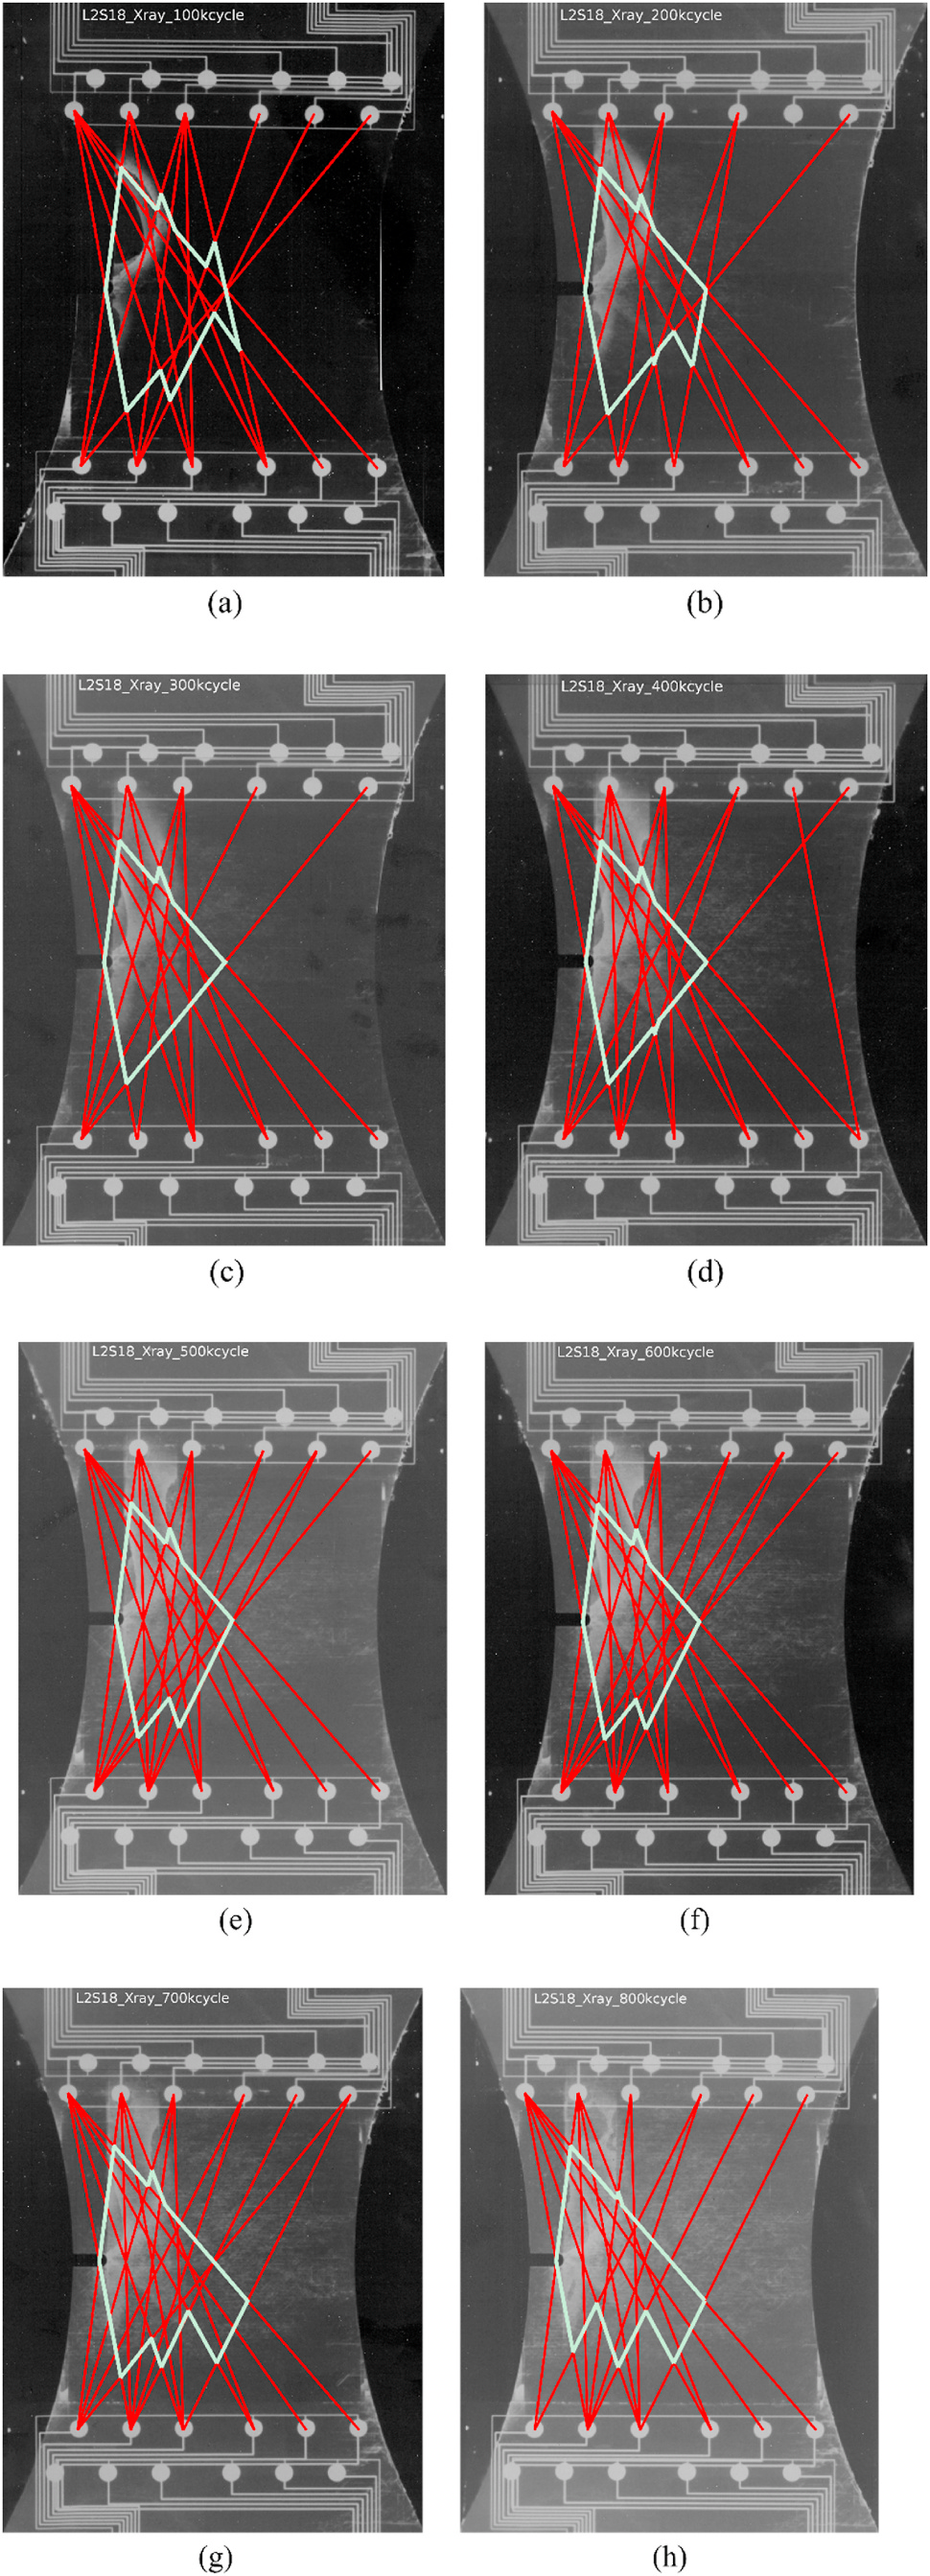 L2S18_Xray_100kcycle
L2S18_Xray_200kcycle
(a)
(b)
L2S18_Xray_300kcycle
L2S18_Xray_400kcycle
(c)
(d)
L2S18_Xray_500kcycle
L2S18_Xray_600kcycle
(e)
(f)
L2S18_Xray_700kcycle
L2S18_Xray_800kcycle
(g)
(h)